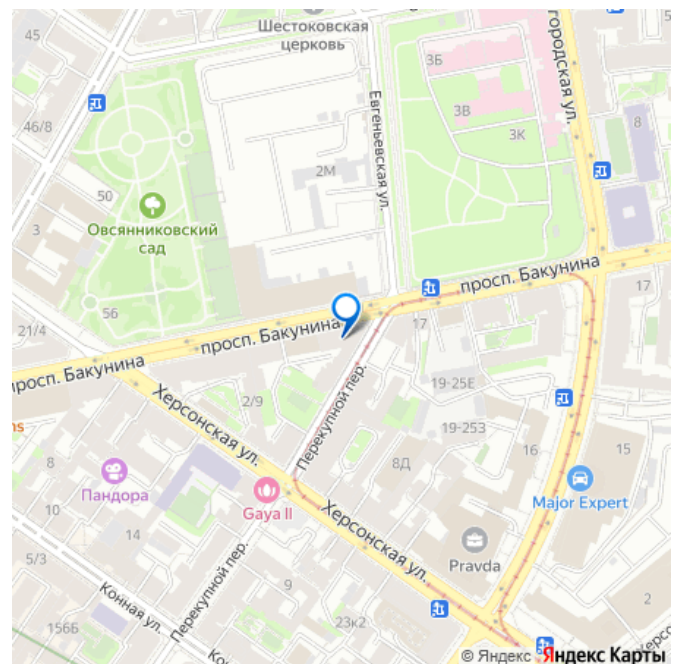 45
Шестоковская
церковь
3Б
городская ул.
46/8
Евгеньевская ул.
3В
3К
8
2М
50
3
Овсянниковский
сад
56
просп. Бакунина
17
21/4
просп. Бакунина
17
просп. Бакунина
19-25Е
2/9
Перекупной пер.
19-253
Херсонская ул.
8
Пандора
8Д
16
15
10
Gaya II
Major Expert
14
Херсонская ул.
Pravda
5/3
Конная ул.
Перекупной пер.
9
2
156Б
23к2
Херсо
© Яндекс Яндекс Карты